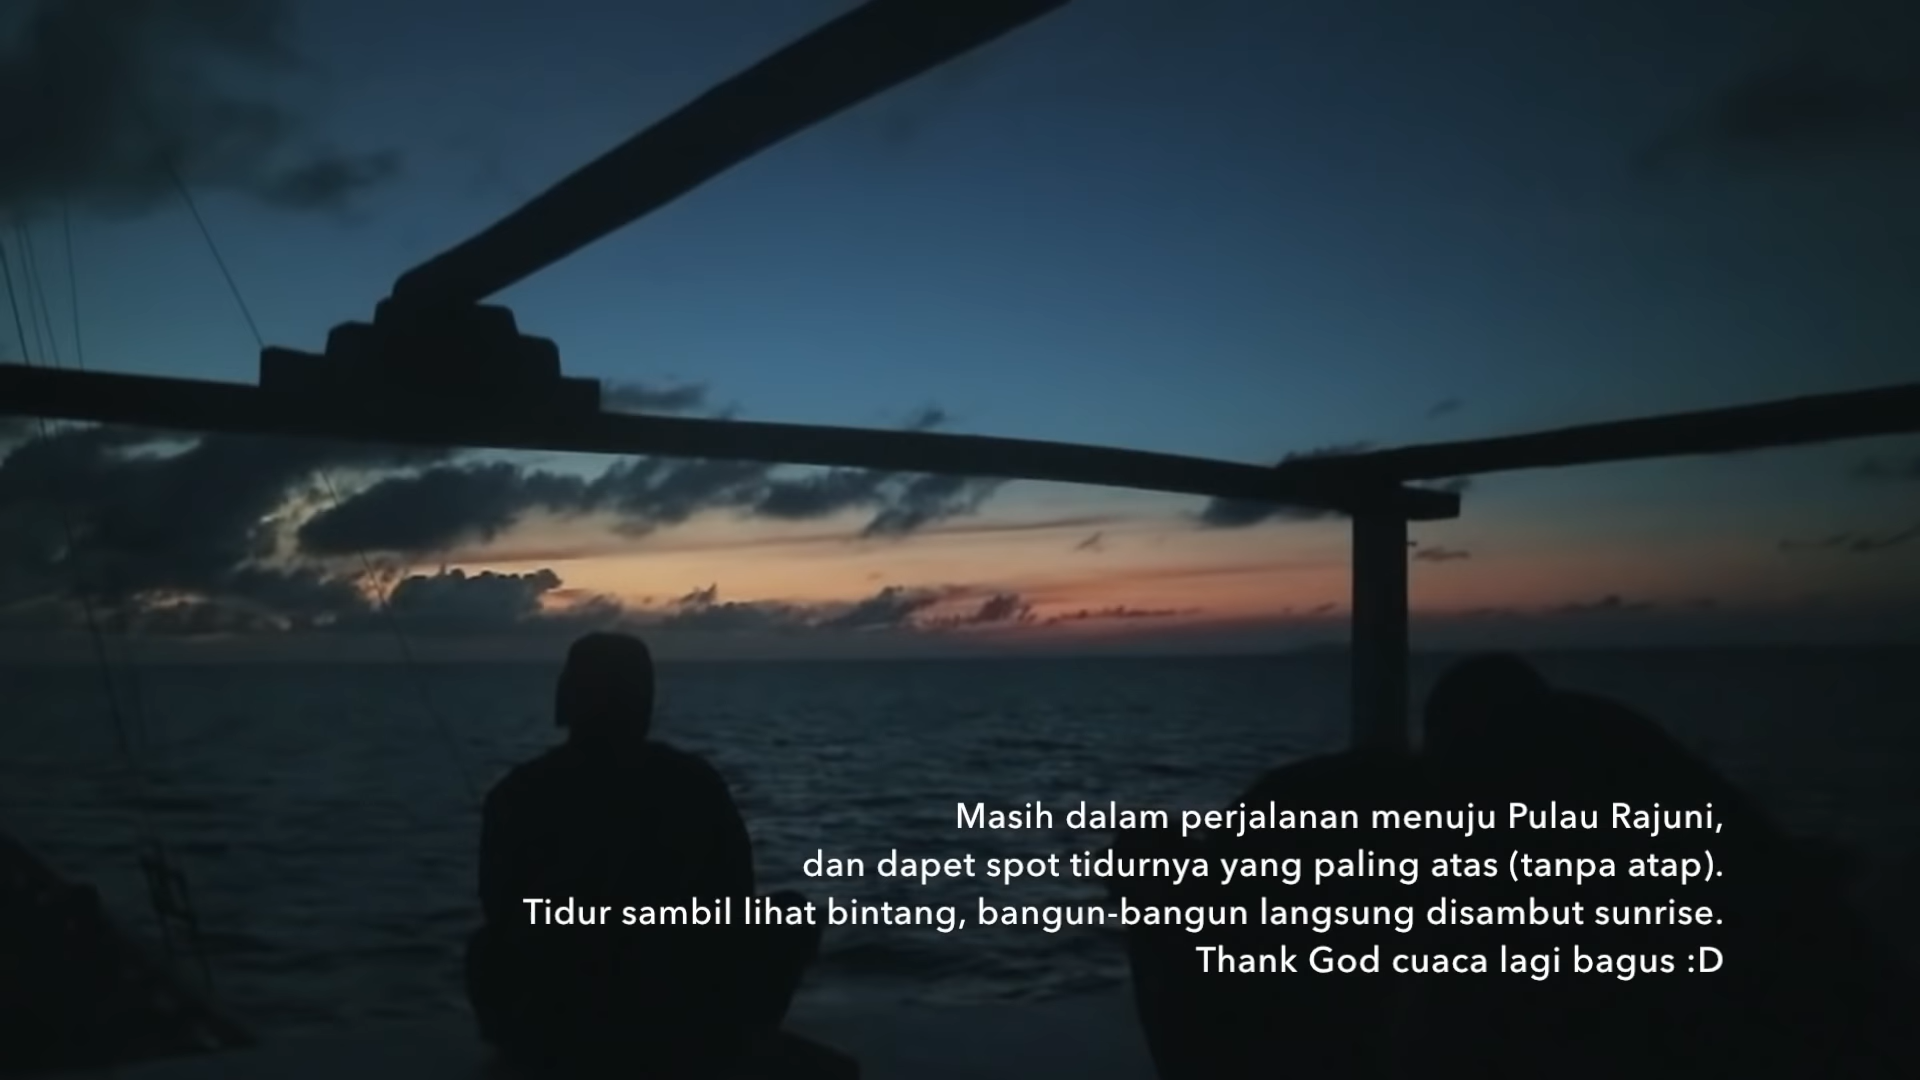 Masih dalam perjalanan menuju Pulau Rajuni,
dan dapet spot tidurnya yang paling atas (tanpa atap).
Tidur sambil lihat bintang, bangun-bangun langsung disambut sunrise.
Thank God cuaca lagi bagus :D